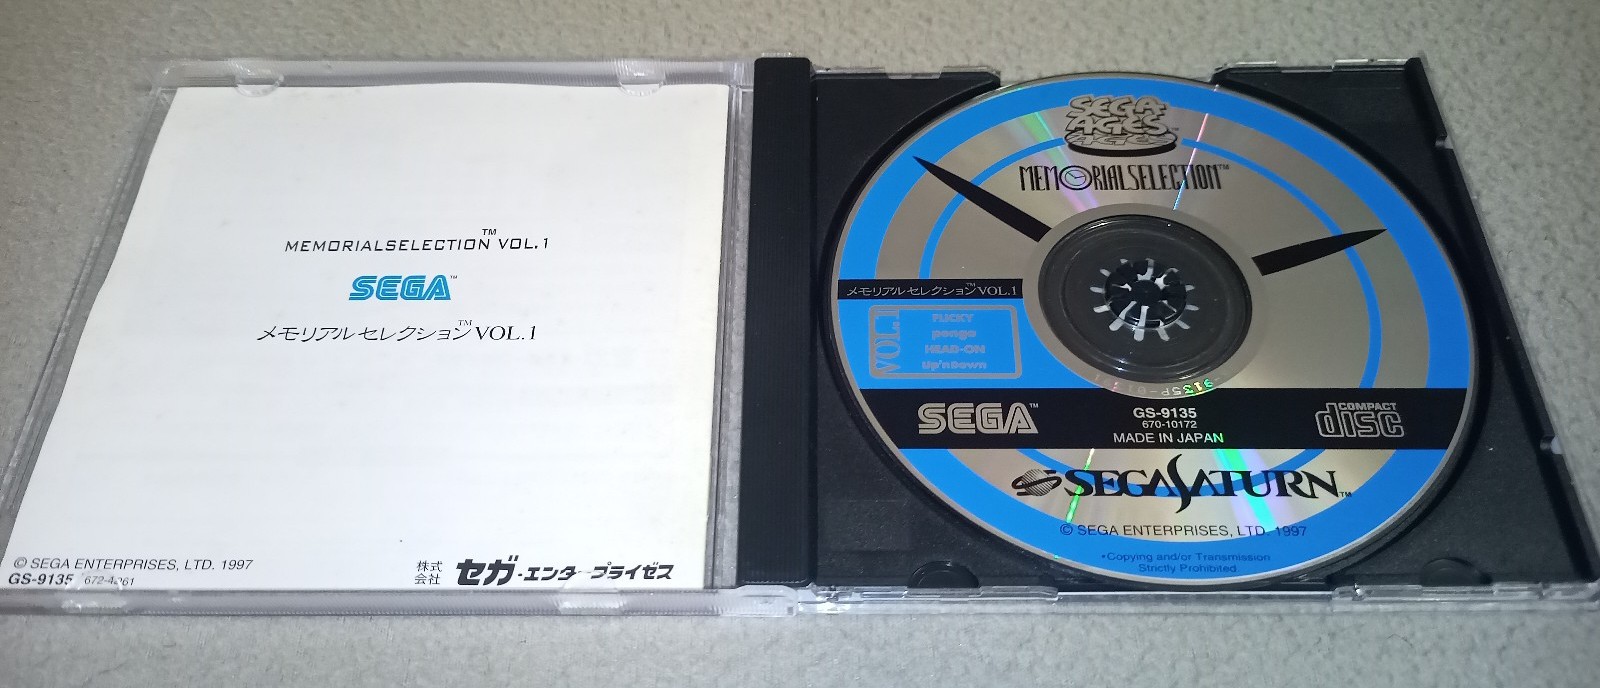 MEMORIALSELECTION™ VOL.1
SEGA™
メモリアル セレクション™ VOL.1
© SEGA ENTERPRISES, LTD. 1997
GS-9135
株式会社 セガ・エンタープライゼス
SEGA AGES™
MEMORIALSELECTION™
メモリアル セレクション™ VOL.1
VOL.1
FLICKY
pengo
HEAD-ON
Up'nDown
SEGA™
GS-9135
670-10172
MADE IN JAPAN
COMPACT disc
SEGA SATURN™
© SEGA ENTERPRISES, LTD. 1997
•Copying and/or Transmission
Strictly Prohibited.